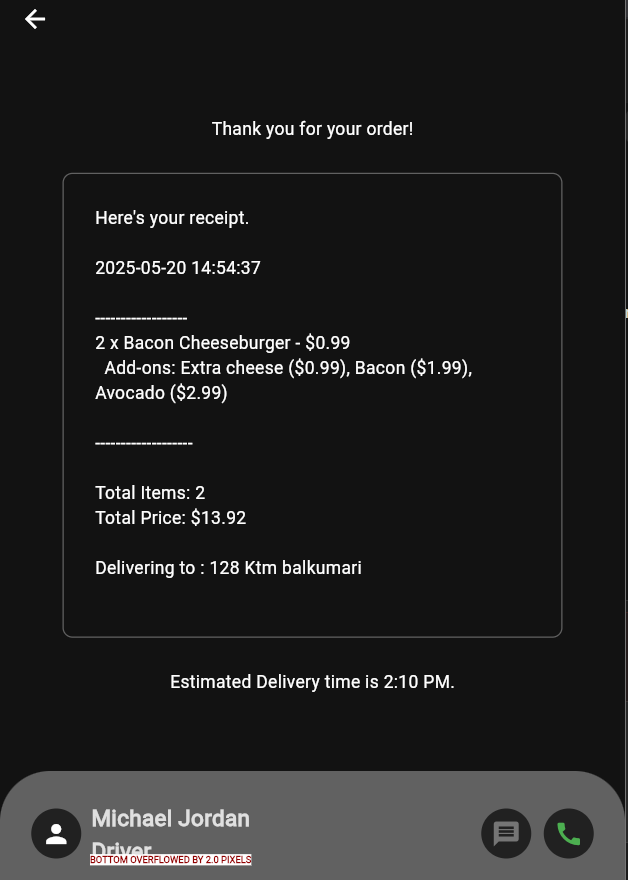 Thank you for your order!
Here's your receipt.
2025-05-20 14:54:37
------------------
2 x Bacon Cheeseburger - $0.99
Add-ons: Extra cheese ($0.99), Bacon ($1.99),
Avocado ($2.99)
-------------------
Total Items: 2
Total Price: $13.92
Delivering to : 128 Ktm balkumari
Estimated Delivery time is 2:10 PM.
Michael Jordan
Driver
BOTTOM OVERFLOWED BY 2.0 PIXELS